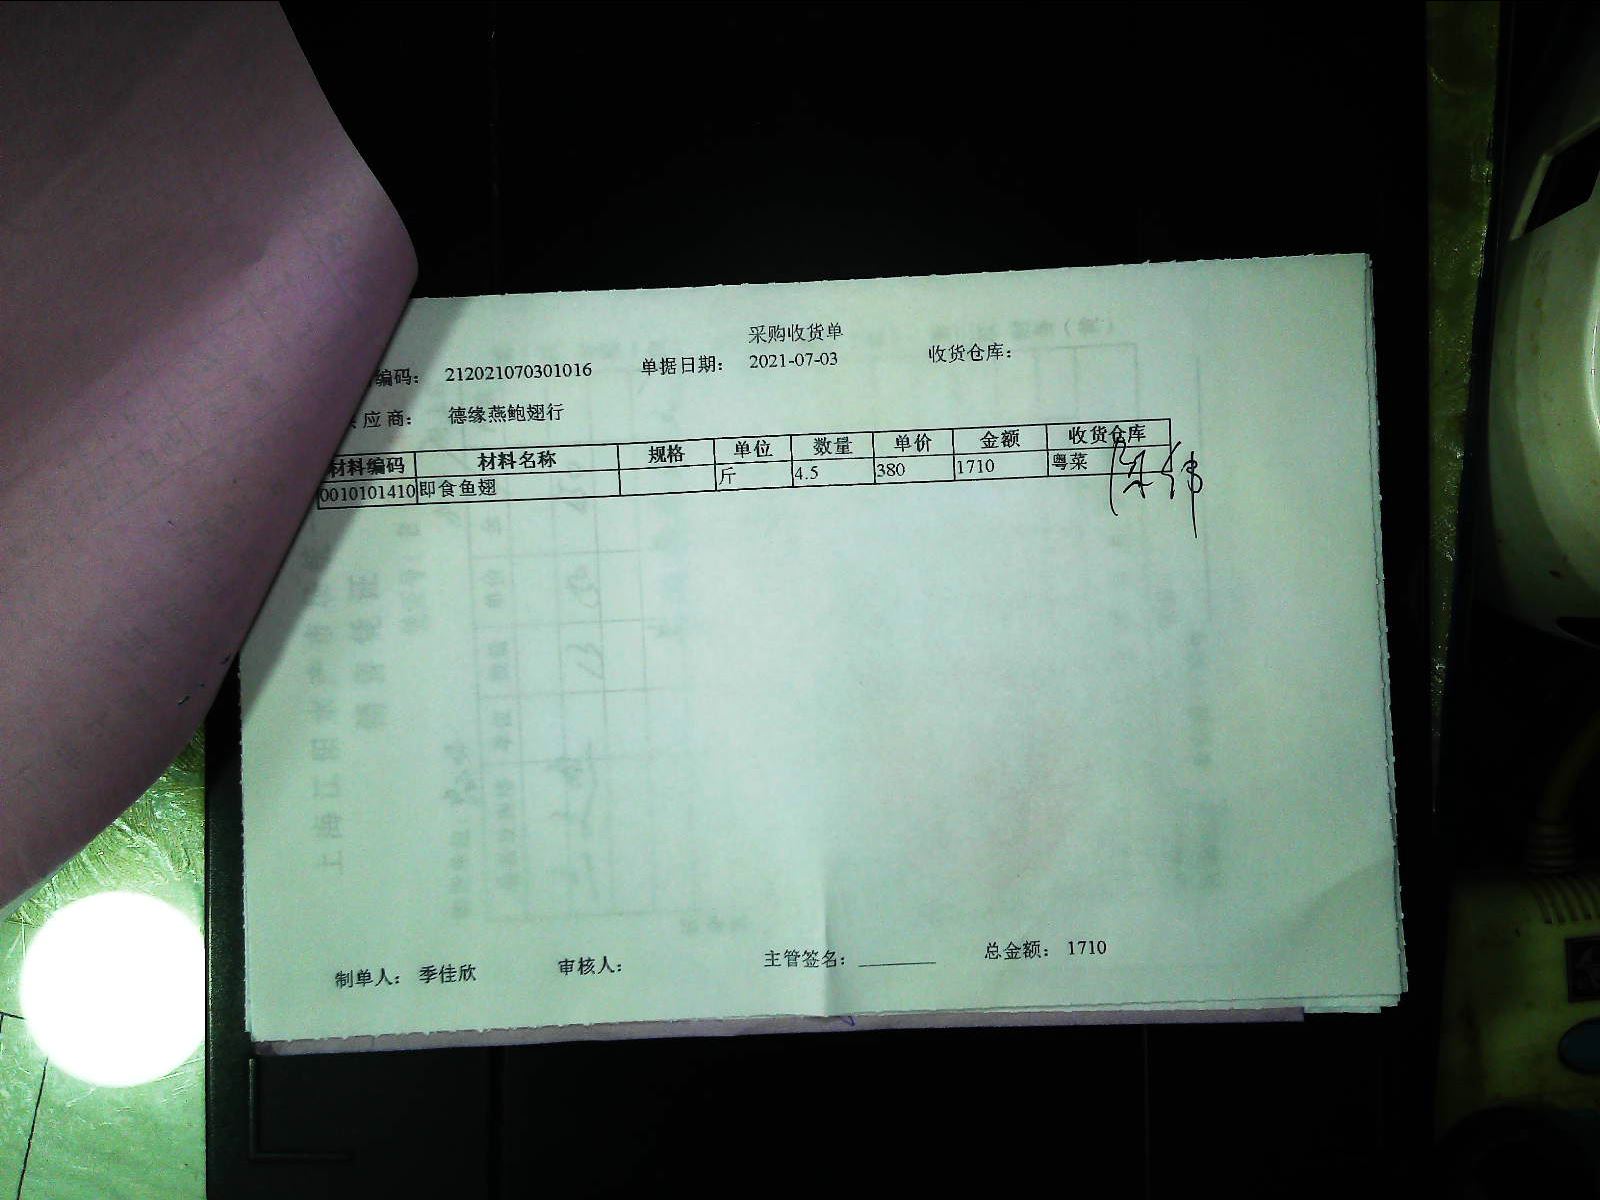 采购收货单
编码： 212021070301016 单据日期： 2021-07-03 收货仓库：
应商： 德缘燕鲍翅行
材料编码 材料名称 规格 单位 数量 单价 金额 收货仓库
0010101410 即食鱼翅 斤 4.5 380 1710 粤菜
制单人： 季佳欣 审核人： 主管签名： ________ 总金额： 1710